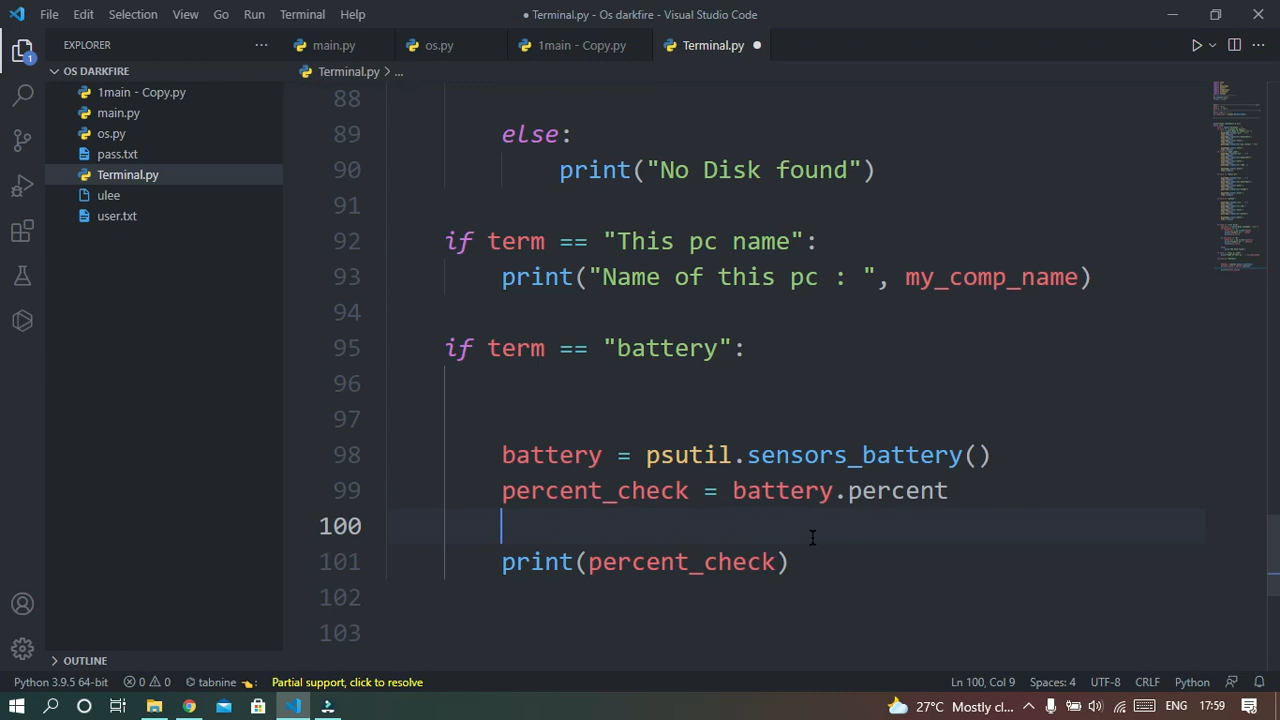 File Edit Selection View Go Run Terminal Help
● Terminal.py - Os darkfire - Visual Studio Code
EXPLORER
main.py
os.py
1main - Copy.py
Terminal.py
OS DARKFIRE
Terminal.py > ...
1
1main - Copy.py
main.py
os.py
pass.txt
Terminal.py
ulee
user.txt
88
89 else:
90 print("No Disk found")
91
92 if term == "This pc name":
93 print("Name of this pc : ", my_comp_name)
94
95 if term == "battery":
96
97
98 battery = psutil.sensors_battery()
99 percent_check = battery.percent
100
101 print(percent_check)
102
103
OUTLINE
Python 3.9.5 64-bit 0 0 tabnine Partial support, click to resolve Ln 100, Col 9 Spaces: 4 UTF-8 CRLF Python
27°C Mostly cl... ENG 17:59